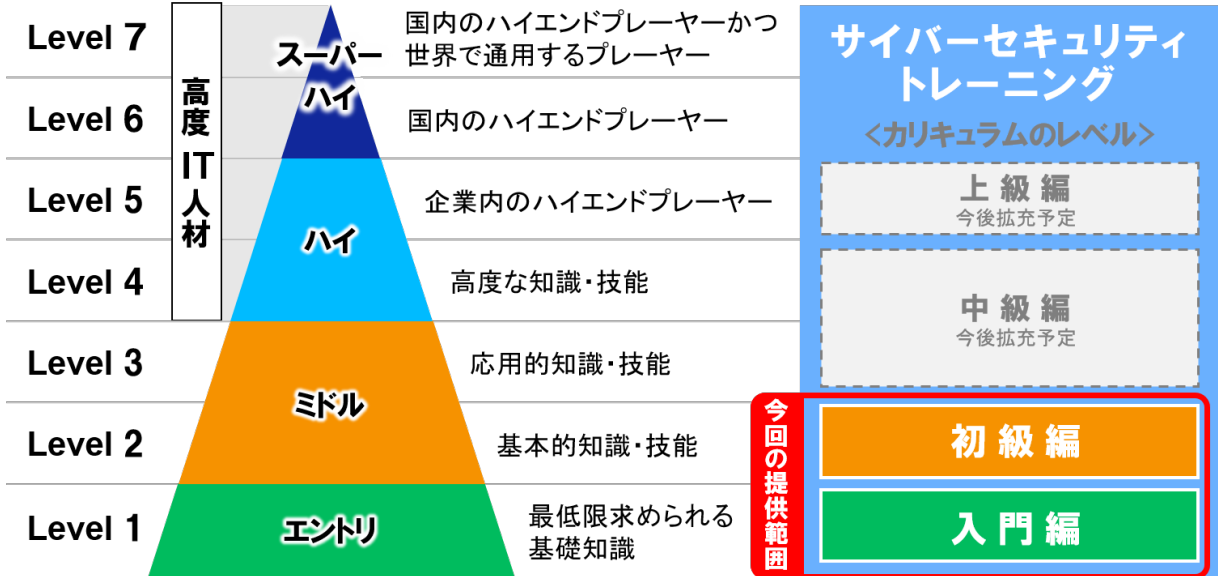 Level 7
Level 6
Level 5
Level 4
Level 3
Level 2
Level 1
高度IT人材
スーパー
ハイ
ハイ
ミドル
エントリ
国内のハイエンドプレーヤーかつ
世界で通用するプレーヤー
国内のハイエンドプレーヤー
企業内のハイエンドプレーヤー
高度な知識・技能
応用的知識・技能
基本的知識・技能
最低限求められる
基礎知識
サイバーセキュリティ
トレーニング
<カリキュラムのレベル>
上級編
今後拡充予定
中級編
今後拡充予定
今回の提供範囲
初級編
入門編